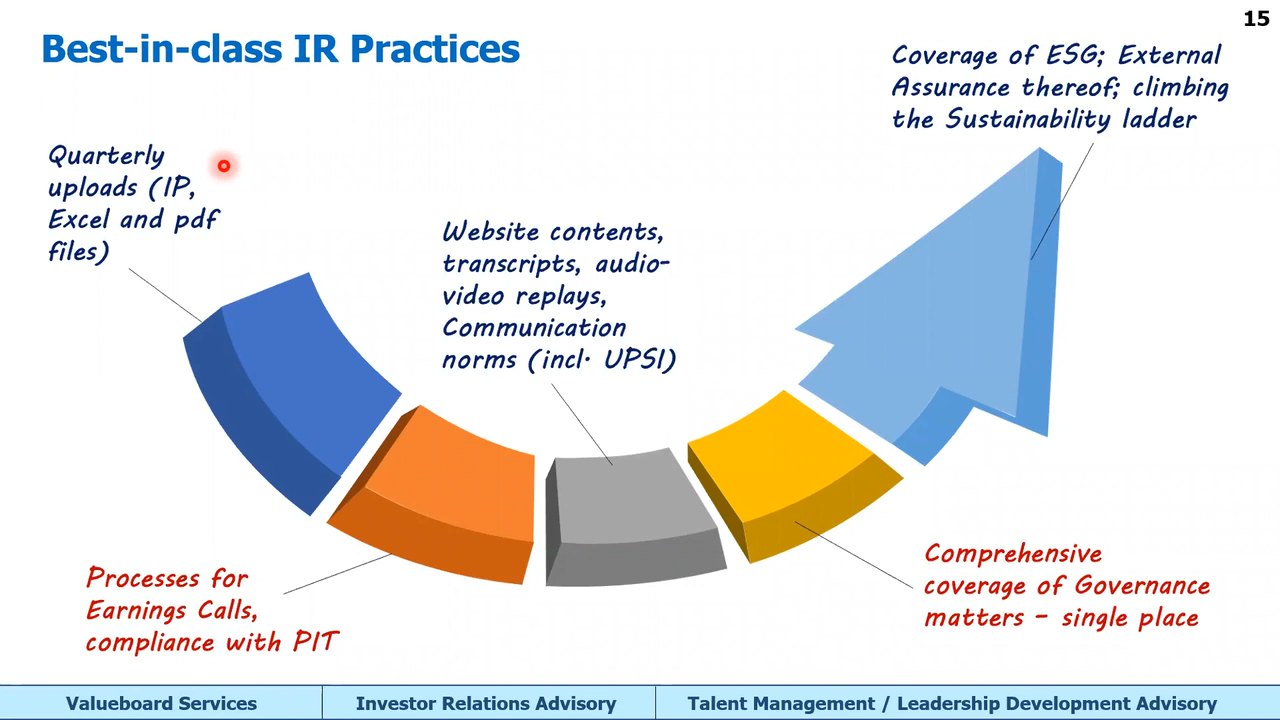 15
Best-in-class IR Practices
Coverage of ESG; External
Assurance thereof; climbing
the Sustainability ladder
Quarterly
uploads (IP,
Excel and pdf
files)
Website contents,
transcripts, audio-
video replays,
Communication
norms (incl. UPSI)
Processes for
Earnings Calls,
compliance with PIT
Comprehensive
coverage of Governance
matters – single place
Valueboard Services
Investor Relations Advisory
Talent Management / Leadership Development Advisory